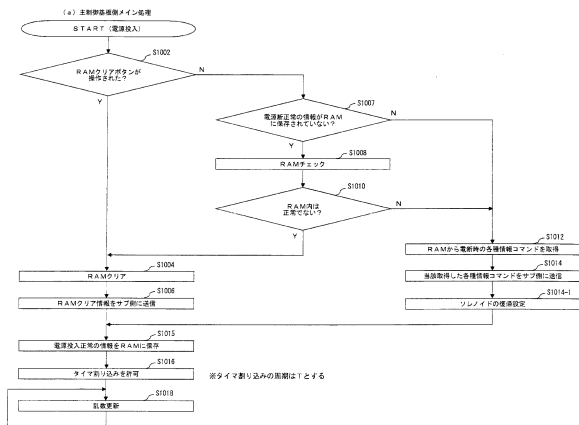 (a) 主制御基板側メイン処理
START(電源投入)
S1002
RAMクリアボタンが
操作された?
N
Y
S1007
電源断正常の情報がRAM
に保存されていない?
N
Y
S1008
RAMチェック
S1010
RAM内は
正常でない?
N
Y
S1012
RAMから電断時の各種情報コマンドを取得
S1004
RAMクリア
S1014
当該取得した各種情報コマンドをサブ側に送信
S1006
RAMクリア情報をサブ側に送信
S1014-1
ソレノイドの復帰設定
S1015
電源投入正常の情報をRAMに保存
S1016
タイマ割り込みを許可
※タイマ割り込みの周期はTとする
S1018
乱数更新